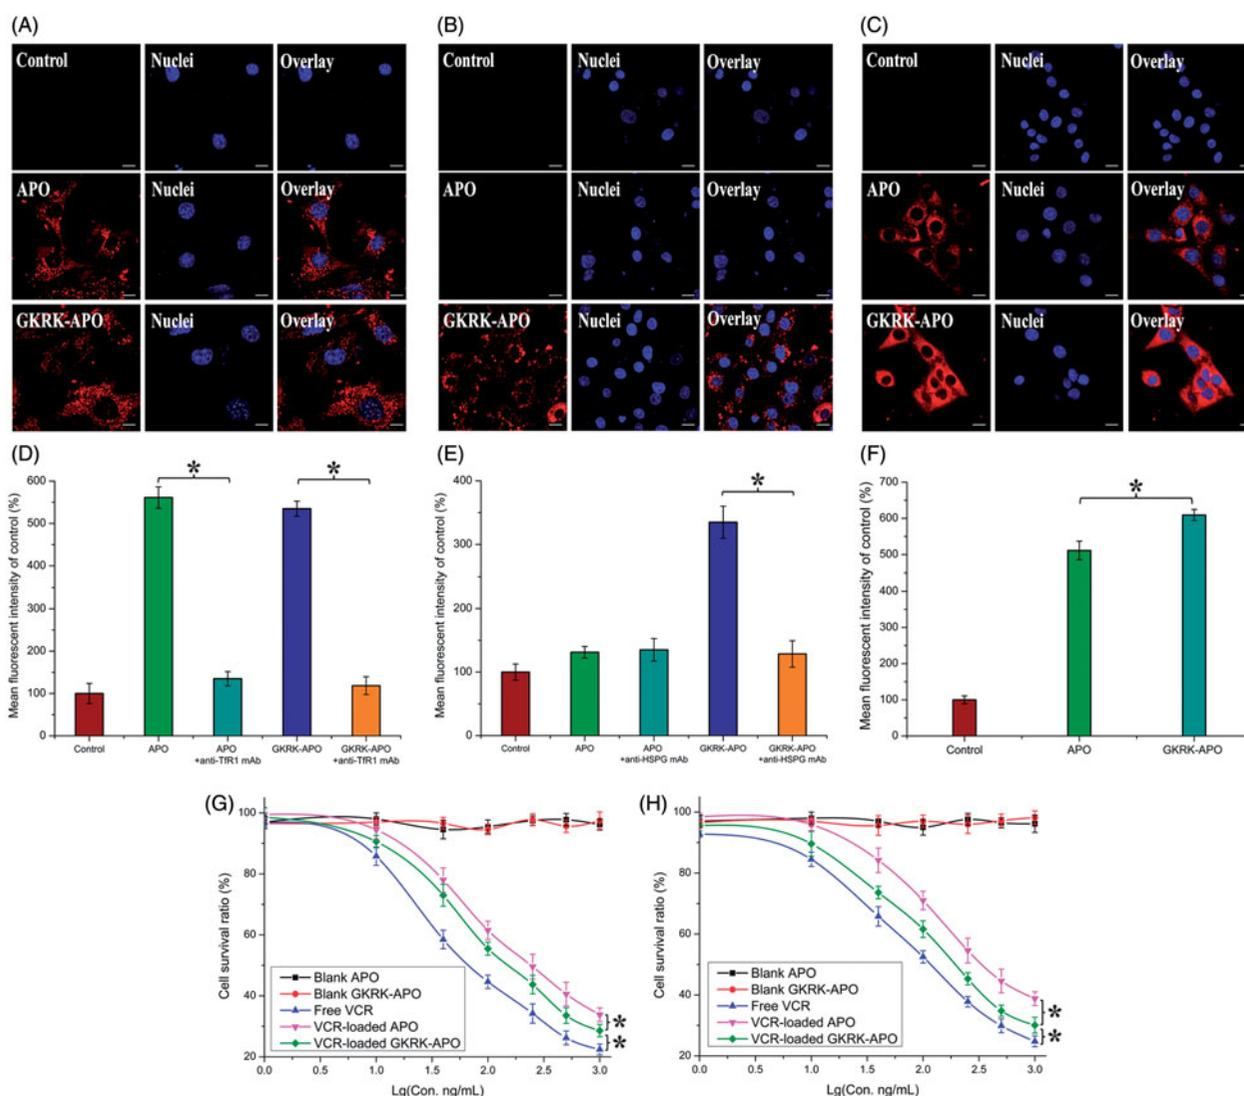 (A)
(B)
(C)
Control Nuclei Overlay
Control Nuclei Overlay
Control Nuclei Overlay
APO Nuclei Overlay
APO Nuclei Overlay
APO Nuclei Overlay
GKRK-APO Nuclei Overlay
GKRK-APO Nuclei Overlay
GKRK-APO Nuclei Overlay
(D)
Mean fluorescent intensity of control (%)
600
500
400
300
200
100
0
*
*
Control
APO
APO
+anti-TfR1 mAb
GKRK-APO
GKRK-APO
+anti-TfR1 mAb
(E)
Mean fluorescent intensity of control (%)
400
300
200
100
0
*
Control
APO
APO
+anti-HSPG mAb
GKRK-APO
GKRK-APO
+anti-HSPG mAb
(F)
Mean fluorescent intensity of control (%)
700
600
500
400
300
200
100
0
*
Control
APO
GKRK-APO
(G)
Cell survival ratio (%)
100
80
60
40
20
Blank APO
Blank GKRK-APO
Free VCR
VCR-loaded APO
VCR-loaded GKRK-APO
*
*
0.0 0.5 1.0 1.5 2.0 2.5 3.0
Lg(Con. ng/mL)
(H)
Cell survival ratio (%)
100
80
60
40
20
Blank APO
Blank GKRK-APO
Free VCR
VCR-loaded APO
VCR-loaded GKRK-APO
*
*
0.0 0.5 1.0 1.5 2.0 2.5 3.0
Lg(Con. ng/mL)